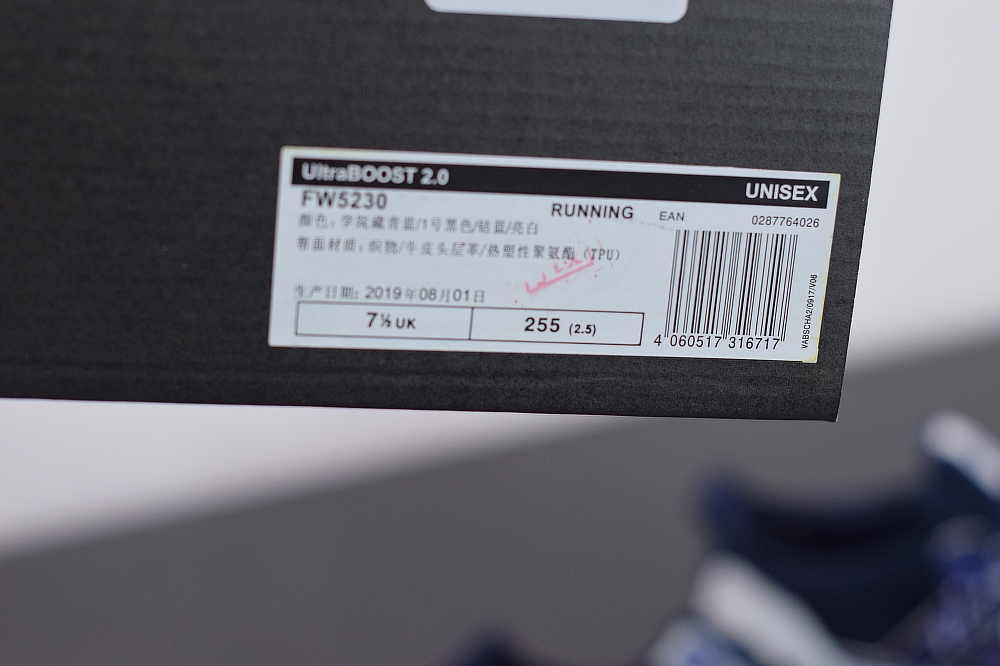 UltraBOOST 2.0
UNISEX
FW5230
RUNNING
EAN
0287764026
颜色: 学院藏青蓝/1号黑色/钴蓝/亮白
帮面材质: 织物/牛皮头层革/热塑性聚氨酯 (TPU)
生产日期: 2019年08月01日
7½ UK
255 (2.5)
4 060517 316717
VABSCHA2/0917/V06